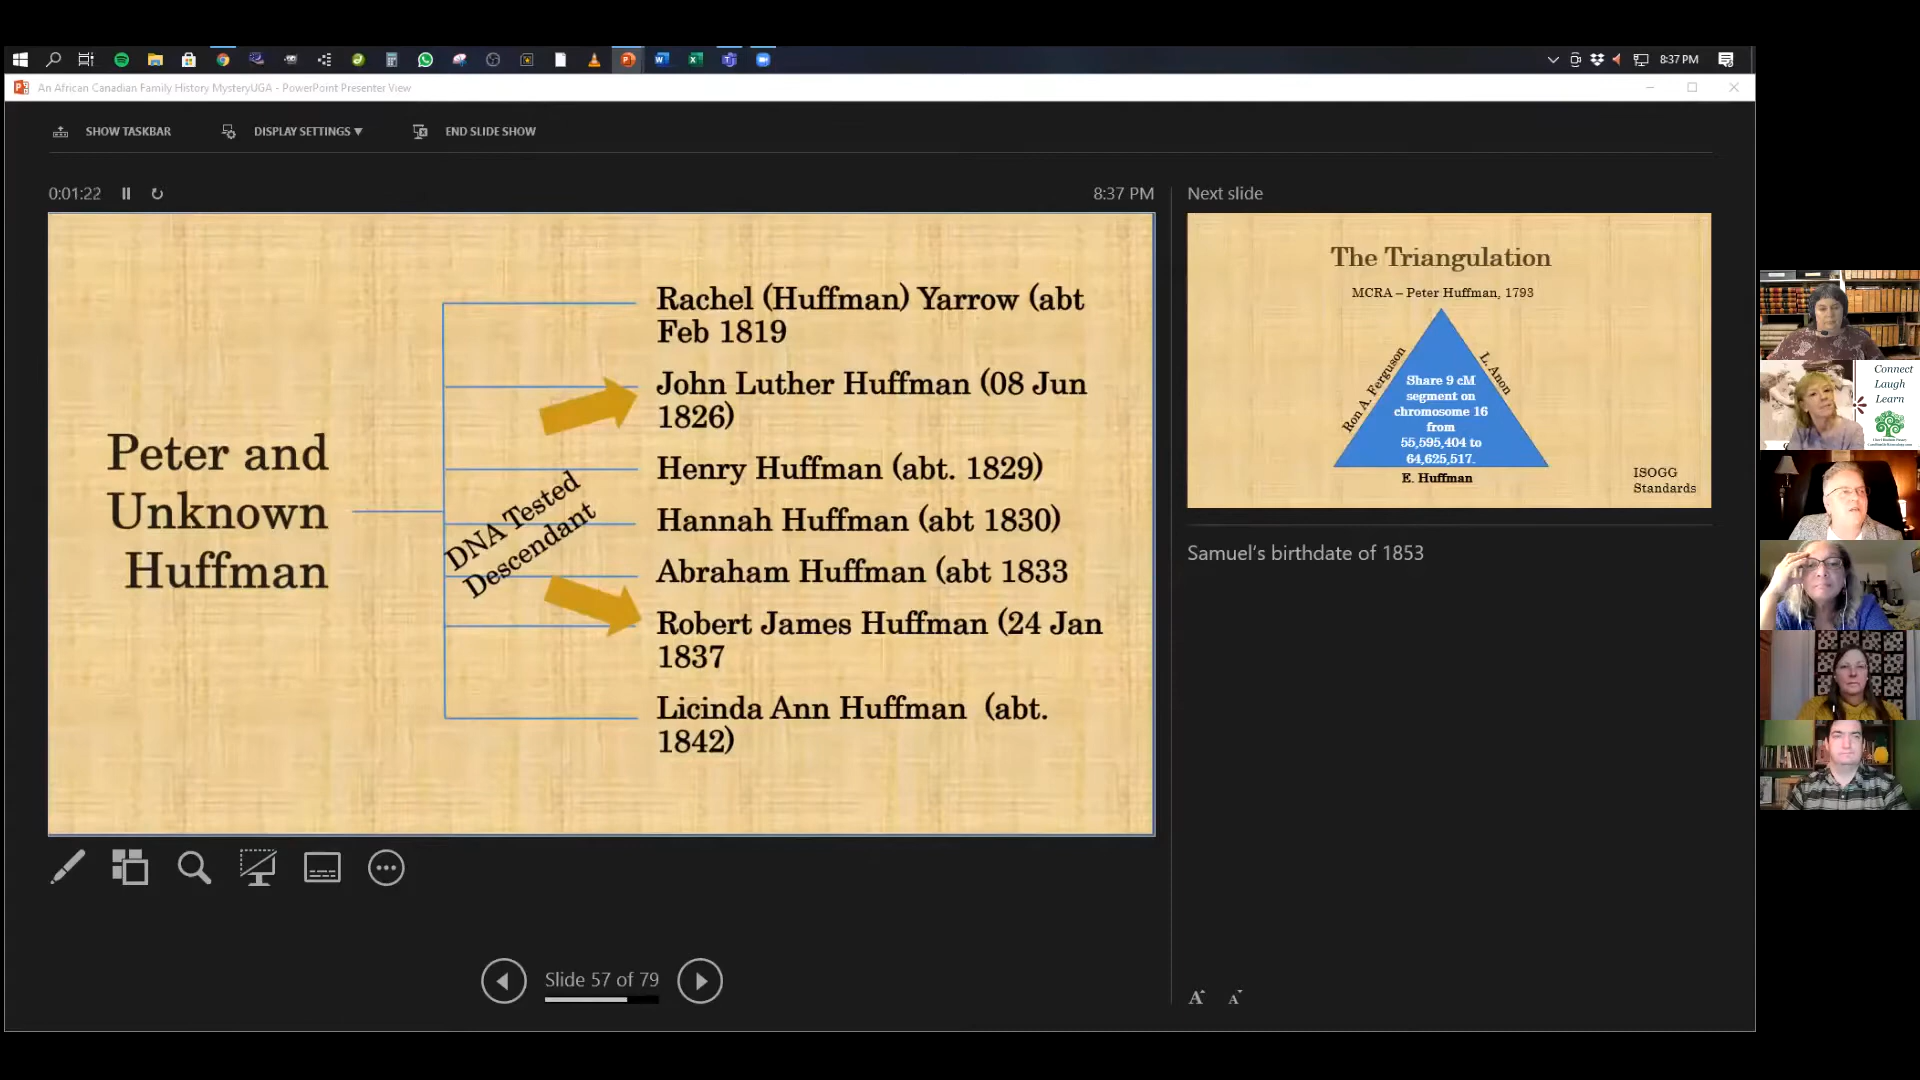 8:37 PM
An African Canadian Family History MysteryUGA - PowerPoint Presenter View
SHOW TASKBAR
DISPLAY SETTINGS ▼
END SLIDE SHOW
0:01:22
8:37 PM
Peter and
Unknown
Huffman
DNA Tested
Descendant
Rachel (Huffman) Yarrow (abt
Feb 1819
John Luther Huffman (08 Jun
1826)
Henry Huffman (abt. 1829)
Hannah Huffman (abt 1830)
Abraham Huffman (abt 1833
Robert James Huffman (24 Jan
1837
Licinda Ann Huffman (abt.
1842)
Slide 57 of 79
Next slide
The Triangulation
MCRA – Peter Huffman, 1793
Ron A. Ferguson
L. Anon
Share 9 cM
segment on
chromosome 16
from
55,595,404 to
64,625,517.
E. Huffman
ISOGG
Standards
Samuel's birthdate of 1853
A
A
Connect
Laugh
Learn